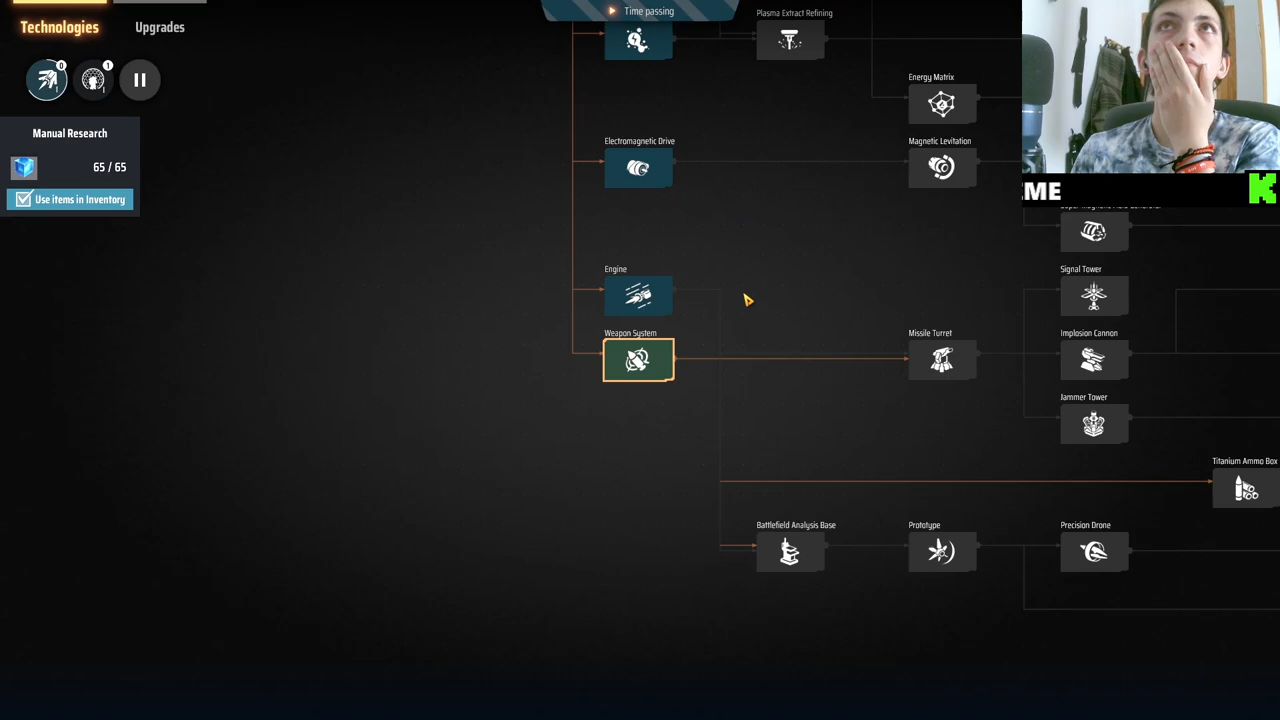 Technologies
Upgrades
Time passing
Plasma Extract Refining
0
1
Energy Matrix
Manual Research
Electromagnetic Drive
Magnetic Levitation
65 / 65
Use items in Inventory
ME
K
Engine
Signal Tower
Weapon System
Missile Turret
Implosion Cannon
Jammer Tower
Titanium Ammo Box
Battlefield Analysis Base
Prototype
Precision Drone